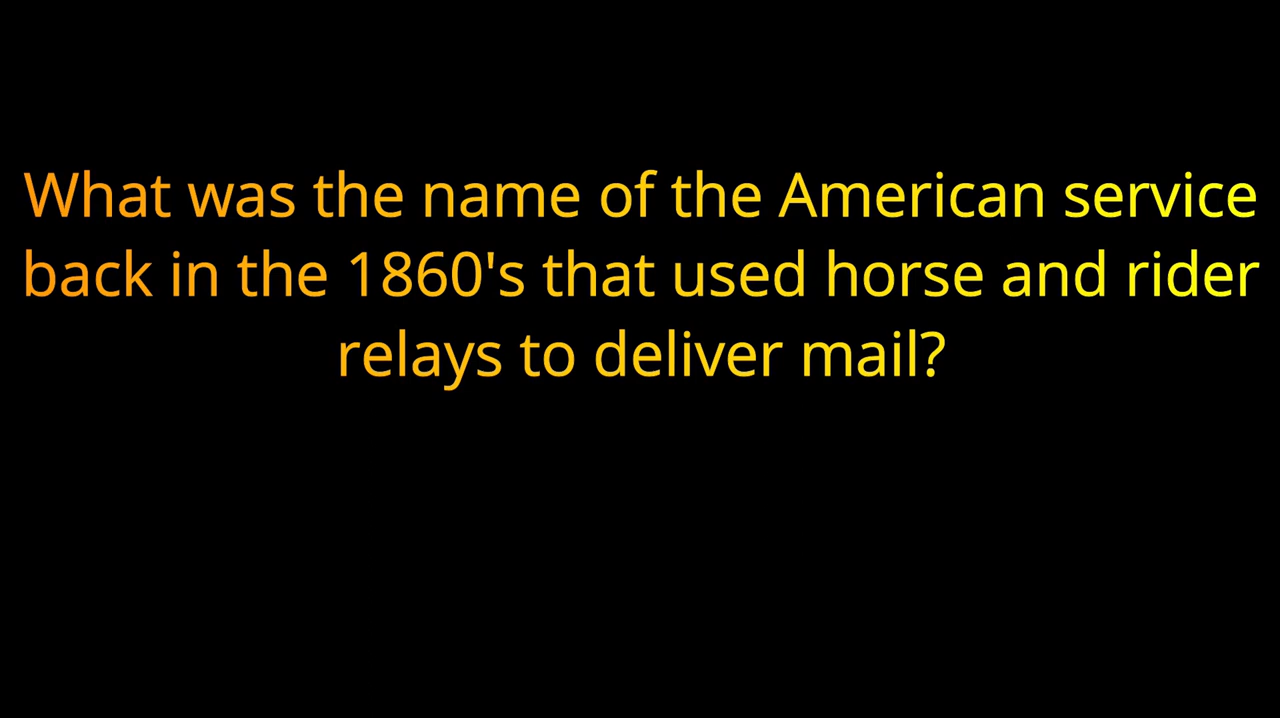 What was the name of the American service
back in the 1860's that used horse and rider
relays to deliver mail?